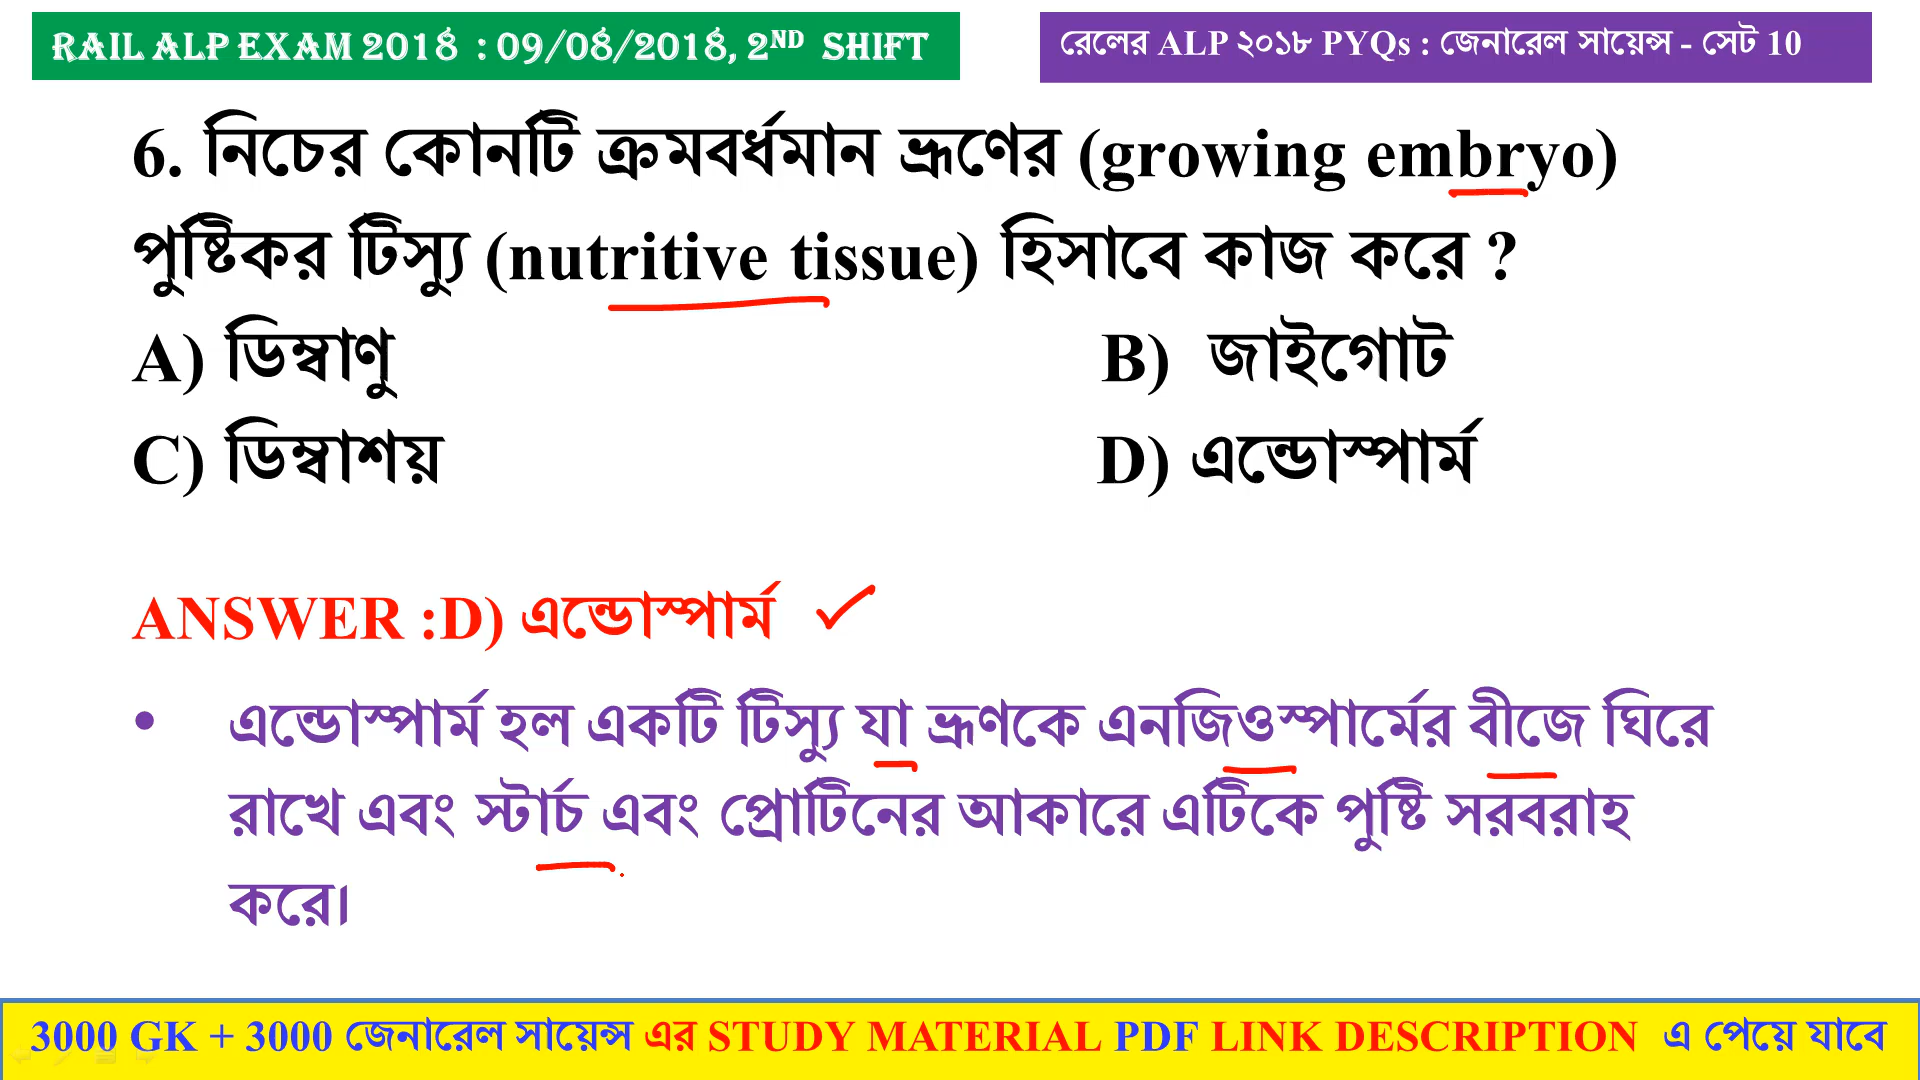 RAIL ALP EXAM 2018 : 09/08/2018, 2ND SHIFT
রেলের ALP ২০১৮ PYQs : জেনারেল সায়েন্স - সেট 10
6. নিচের কোনটি ক্রমবর্ধমান ভ্রূণের (growing embryo)
পুষ্টিকর টিস্যু (nutritive tissue) হিসাবে কাজ করে ?
A) ডিম্বাণু B) জাইগোট
C) ডিম্বাশয় D) এন্ডোস্পার্ম
ANSWER :D) এন্ডোস্পার্ম
• এন্ডোস্পার্ম হল একটি টিস্যু যা ভ্রূণকে এনজিওস্পার্মের বীজে ঘিরে
রাখে এবং স্টার্চ এবং প্রোটিনের আকারে এটিকে পুষ্টি সরবরাহ
করে।
3000 GK + 3000 জেনারেল সায়েন্স এর STUDY MATERIAL PDF LINK DESCRIPTION এ পেয়ে যাবে